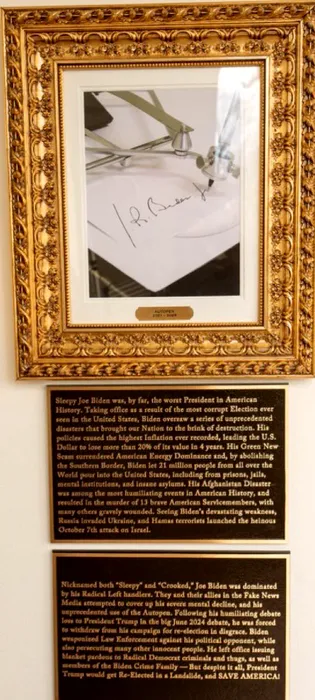 J. R. Biden Jr
AUTOPEN
Sleepy Joe Biden was, by far, the worst President in American
History. Taking office as a result of the most corrupt Election ever
seen in the United States, Biden oversaw a series of unprecedented
disasters that brought our Nation to the brink of destruction. His
policies caused the highest Inflation ever recorded, leading the U.S.
Dollar to lose more than 20% of its value in 4 years. His Green New
Scam surrendered American Energy Dominance and, by abolishing
the Southern Border, Biden let 21 million people from all over the
World pour into the United States, including from prisons, jails,
mental institutions, and insane asylums. His Afghanistan Disaster
was among the most humiliating events in American History, and
resulted in the murder of 13 brave American Servicemembers, with
many others gravely wounded. Seeing Biden's devastating weakness,
Russia invaded Ukraine, and Hamas terrorists launched the heinous
October 7th attack on Israel.
Nicknamed both "Sleepy" and "Crooked," Joe Biden was dominated
by his Radical Left handlers. They and their allies in the Fake News
Media attempted to cover up his severe mental decline, and his
unprecedented use of the Autopen. Following his humiliating debate
loss to President Trump in the big June 2024 debate, he was forced
to withdraw from his campaign for re-election in disgrace. Biden
weaponized Law Enforcement against his political opponent, while
also persecuting many other innocent people. He left office issuing
blanket pardons to Radical Democrat criminals and thugs, as well as
members of the Biden Crime Family — But despite it all, President
Trump would get Re-Elected in a Landslide, and SAVE AMERICA!